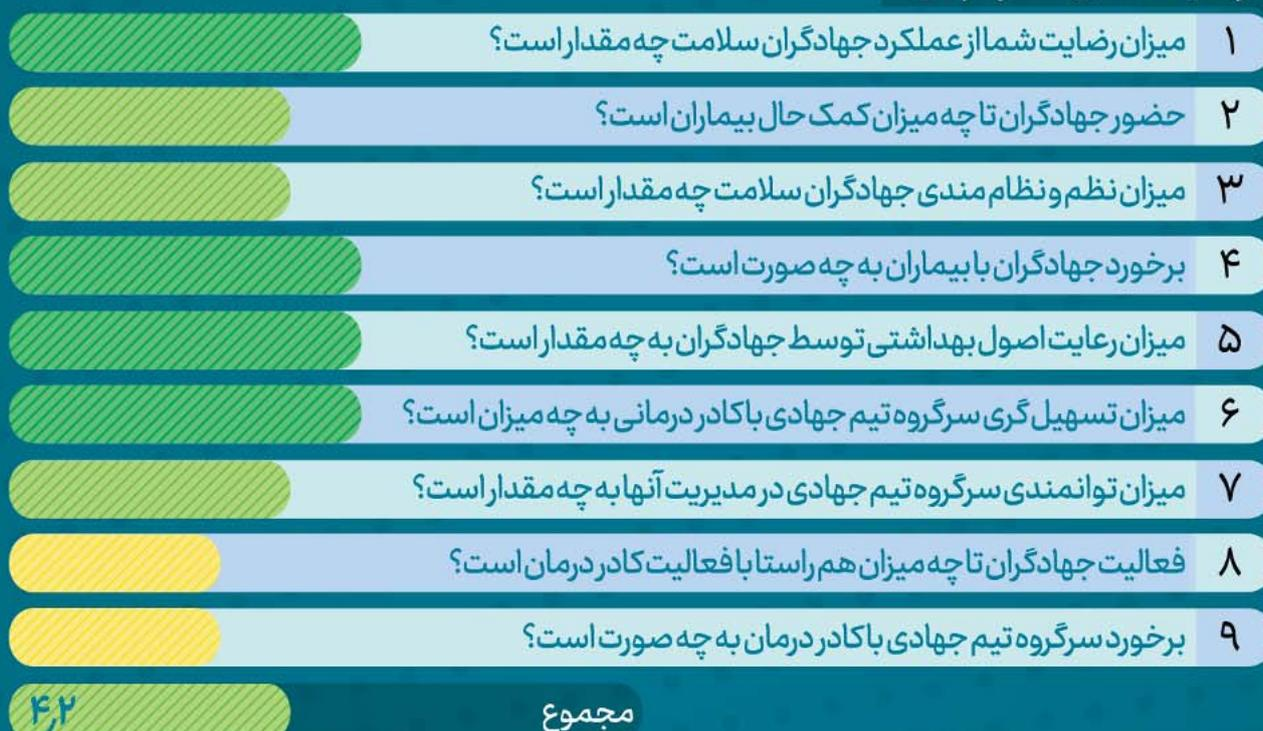 ۱ میزان رضایت شما از عملکرد جهادگران سلامت چه مقدار است؟
۲ حضور جهادگران تا چه میزان کمک حال بیماران است؟
۳ میزان نظم و نظام مندی جهادگران سلامت چه مقدار است؟
۴ برخورد جهادگران با بیماران به چه صورت است؟
۵ میزان رعایت اصول بهداشتی توسط جهادگران به چه مقدار است؟
۶ میزان تسهیل گری سرگروه تیم جهادی با کادر درمانی به چه میزان است؟
۷ میزان توانمندی سرگروه تیم جهادی در مدیریت آنها به چه مقدار است؟
۸ فعالیت جهادگران تا چه میزان هم راستا با فعالیت کادر درمان است؟
۹ برخورد سرگروه تیم جهادی با کادر درمان به چه صورت است؟
مجموع ۴٫۲